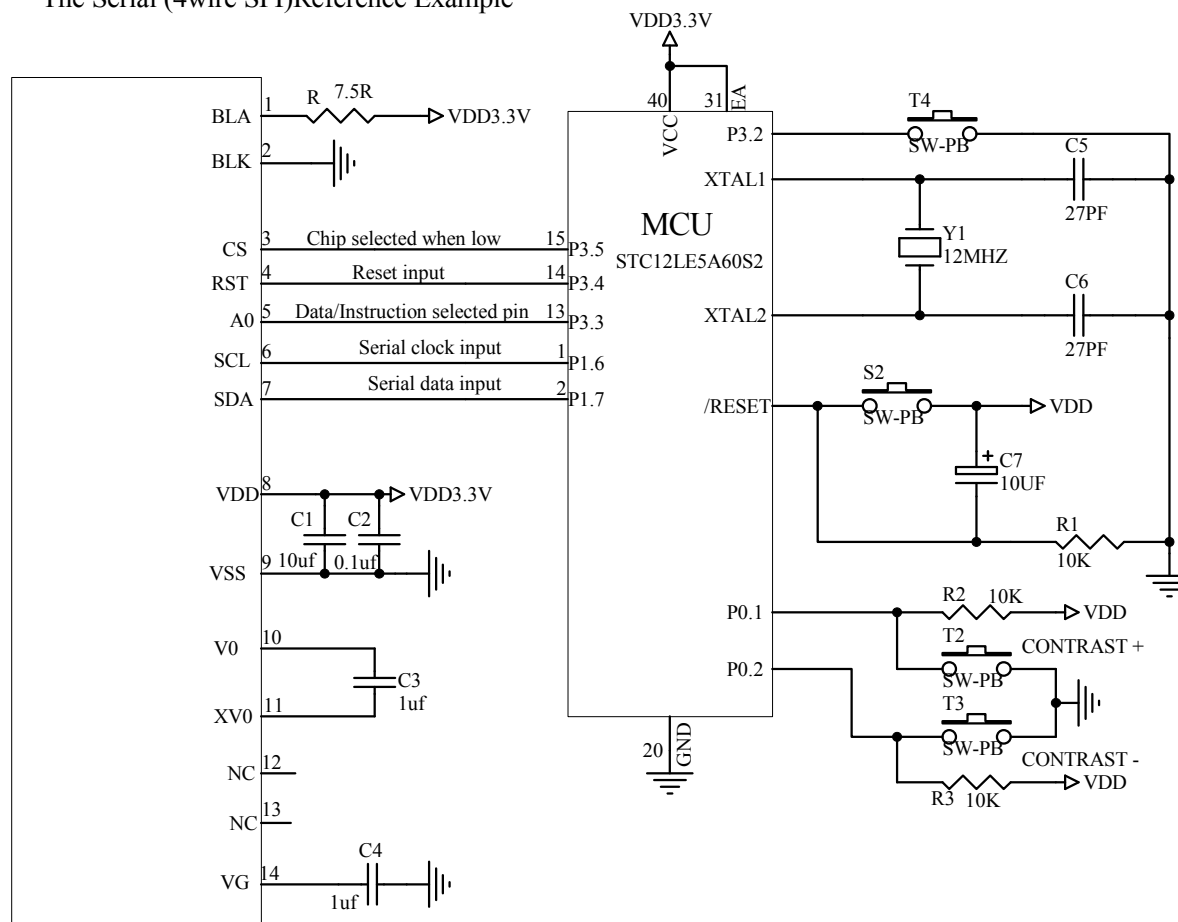 The Serial (4wire SPI)Reference Example
VDD3.3V
BLA 1 R 7.5R VDD3.3V
BLK 2
CS 3 Chip selected when low 15 P3.5
RST 4 Reset input 14 P3.4
A0 5 Data/Instruction selected pin 13 P3.3
SCL 6 Serial clock input 1 P1.6
SDA 7 Serial data input 2 P1.7
VDD 8 VDD3.3V
C1 C2
10uf 0.1uf
VSS 9
V0 10
C3
1uf
XV0 11
NC 12
NC 13
VG 14 C4
1uf
40 31
VCC EA
MCU
STC12LE5A60S2
20 GND
P3.2 T4
SW-PB
XTAL1 C5
27PF
Y1
12MHZ
XTAL2 C6
27PF
/RESET S2
SW-PB VDD
+ C7
10UF
R1
10K
P0.1 R2 10K VDD
T2 CONTRAST +
SW-PB
P0.2 T3
SW-PB
CONTRAST -
R3 10K VDD